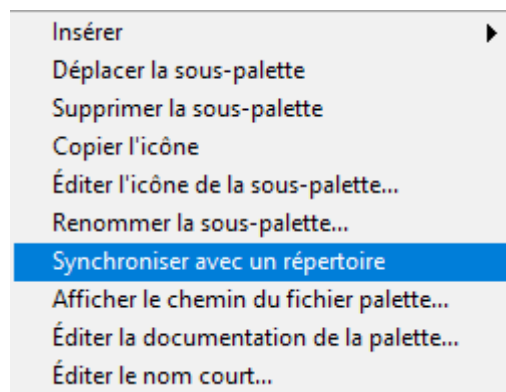 Insérer
Déplacer la sous-palette
Supprimer la sous-palette
Copier l'icône
Éditer l'icône de la sous-palette...
Renommer la sous-palette...
Synchroniser avec un répertoire
Afficher le chemin du fichier palette...
Éditer la documentation de la palette...
Éditer le nom court...